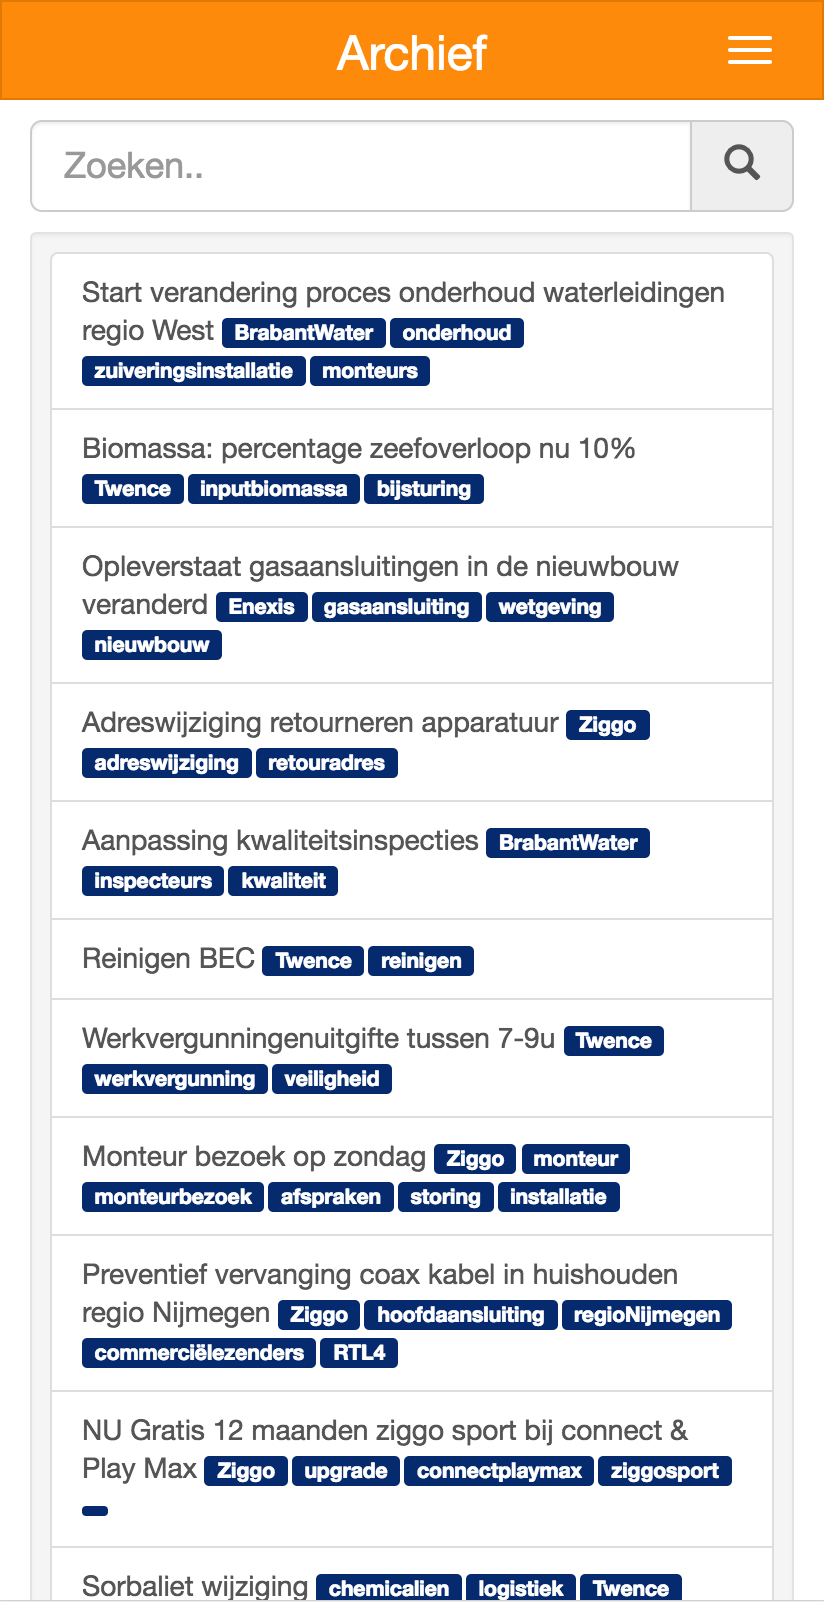 Archief
Zoeken..
Start verandering proces onderhoud waterleidingen
regio West BrabantWater onderhoud
zuiveringsinstallatie monteurs
Biomassa: percentage zeefoverloop nu 10%
Twence inputbiomassa bijsturing
Opleverstaat gasaansluitingen in de nieuwbouw
veranderd Enexis gasaansluiting wetgeving
nieuwbouw
Adreswijziging retourneren apparatuur Ziggo
adreswijziging retouradres
Aanpassing kwaliteitsinspecties BrabantWater
inspecteurs kwaliteit
Reinigen BEC Twence reinigen
Werkvergunningenuitgifte tussen 7-9u Twence
werkvergunning veiligheid
Monteur bezoek op zondag Ziggo monteur
monteurbezoek afspraken storing installatie
Preventief vervanging coax kabel in huishouden
regio Nijmegen Ziggo hoofdaansluiting regioNijmegen
commerciëlezenders RTL4
NU Gratis 12 maanden ziggo sport bij connect &
Play Max Ziggo upgrade connectplaymax ziggosport
Sorbaliet wijziging chemicalien logistiek Twence